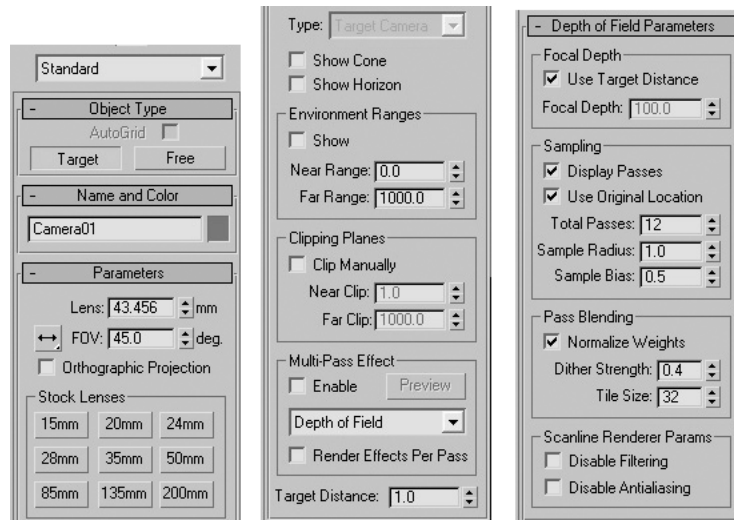 Standard
- Object Type
AutoGrid
Target Free
- Name and Color
Camera01
- Parameters
Lens: 43.456 mm
FOV: 45.0 deg.
Orthographic Projection
Stock Lenses
15mm 20mm 24mm
28mm 35mm 50mm
85mm 135mm 200mm
Type: Target Camera
Show Cone
Show Horizon
Environment Ranges
Show
Near Range: 0.0
Far Range: 1000.0
Clipping Planes
Clip Manually
Near Clip: 1.0
Far Clip: 1000.0
Multi-Pass Effect
Enable Preview
Depth of Field
Render Effects Per Pass
Target Distance: 1.0
- Depth of Field Parameters
Focal Depth
Use Target Distance
Focal Depth: 100.0
Sampling
Display Passes
Use Original Location
Total Passes: 12
Sample Radius: 1.0
Sample Bias: 0.5
Pass Blending
Normalize Weights
Dither Strength: 0.4
Tile Size: 32
Scanline Renderer Params
Disable Filtering
Disable Antialiasing